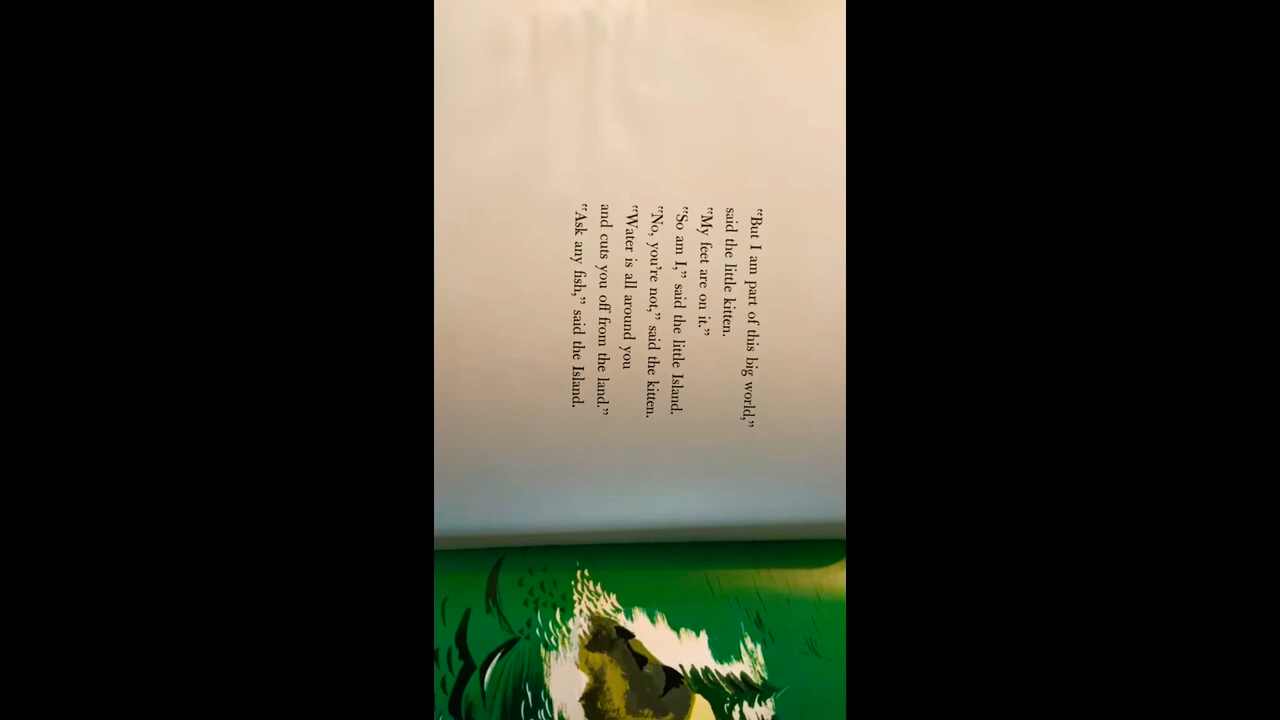 “But I am part of this big world,”
said the little kitten.
“My feet are on it.”
“So am I,” said the little Island.
“No, you’re not,” said the kitten.
“Water is all around you
and cuts you off from the land.”
“Ask any fish,” said the Island.